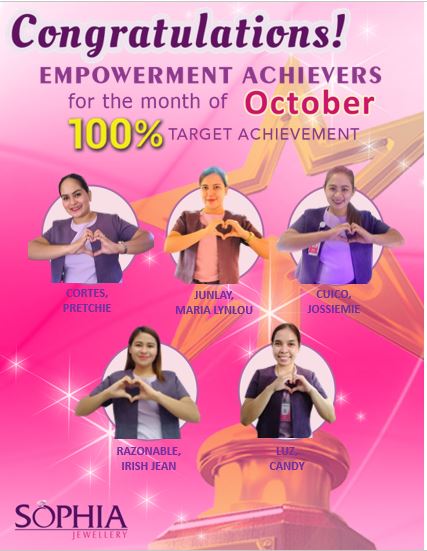 Congratulations!
EMPOWERMENT ACHIEVERS
for the month of October
100% TARGET ACHIEVEMENT
CORTES,
PRETCHIE
JUNLAY,
MARIA LYNLOU
CUICO,
JOSSIEMIE
RAZONABLE,
IRISH JEAN
LUZ,
CANDY
SOPHIA
JEWELLERY